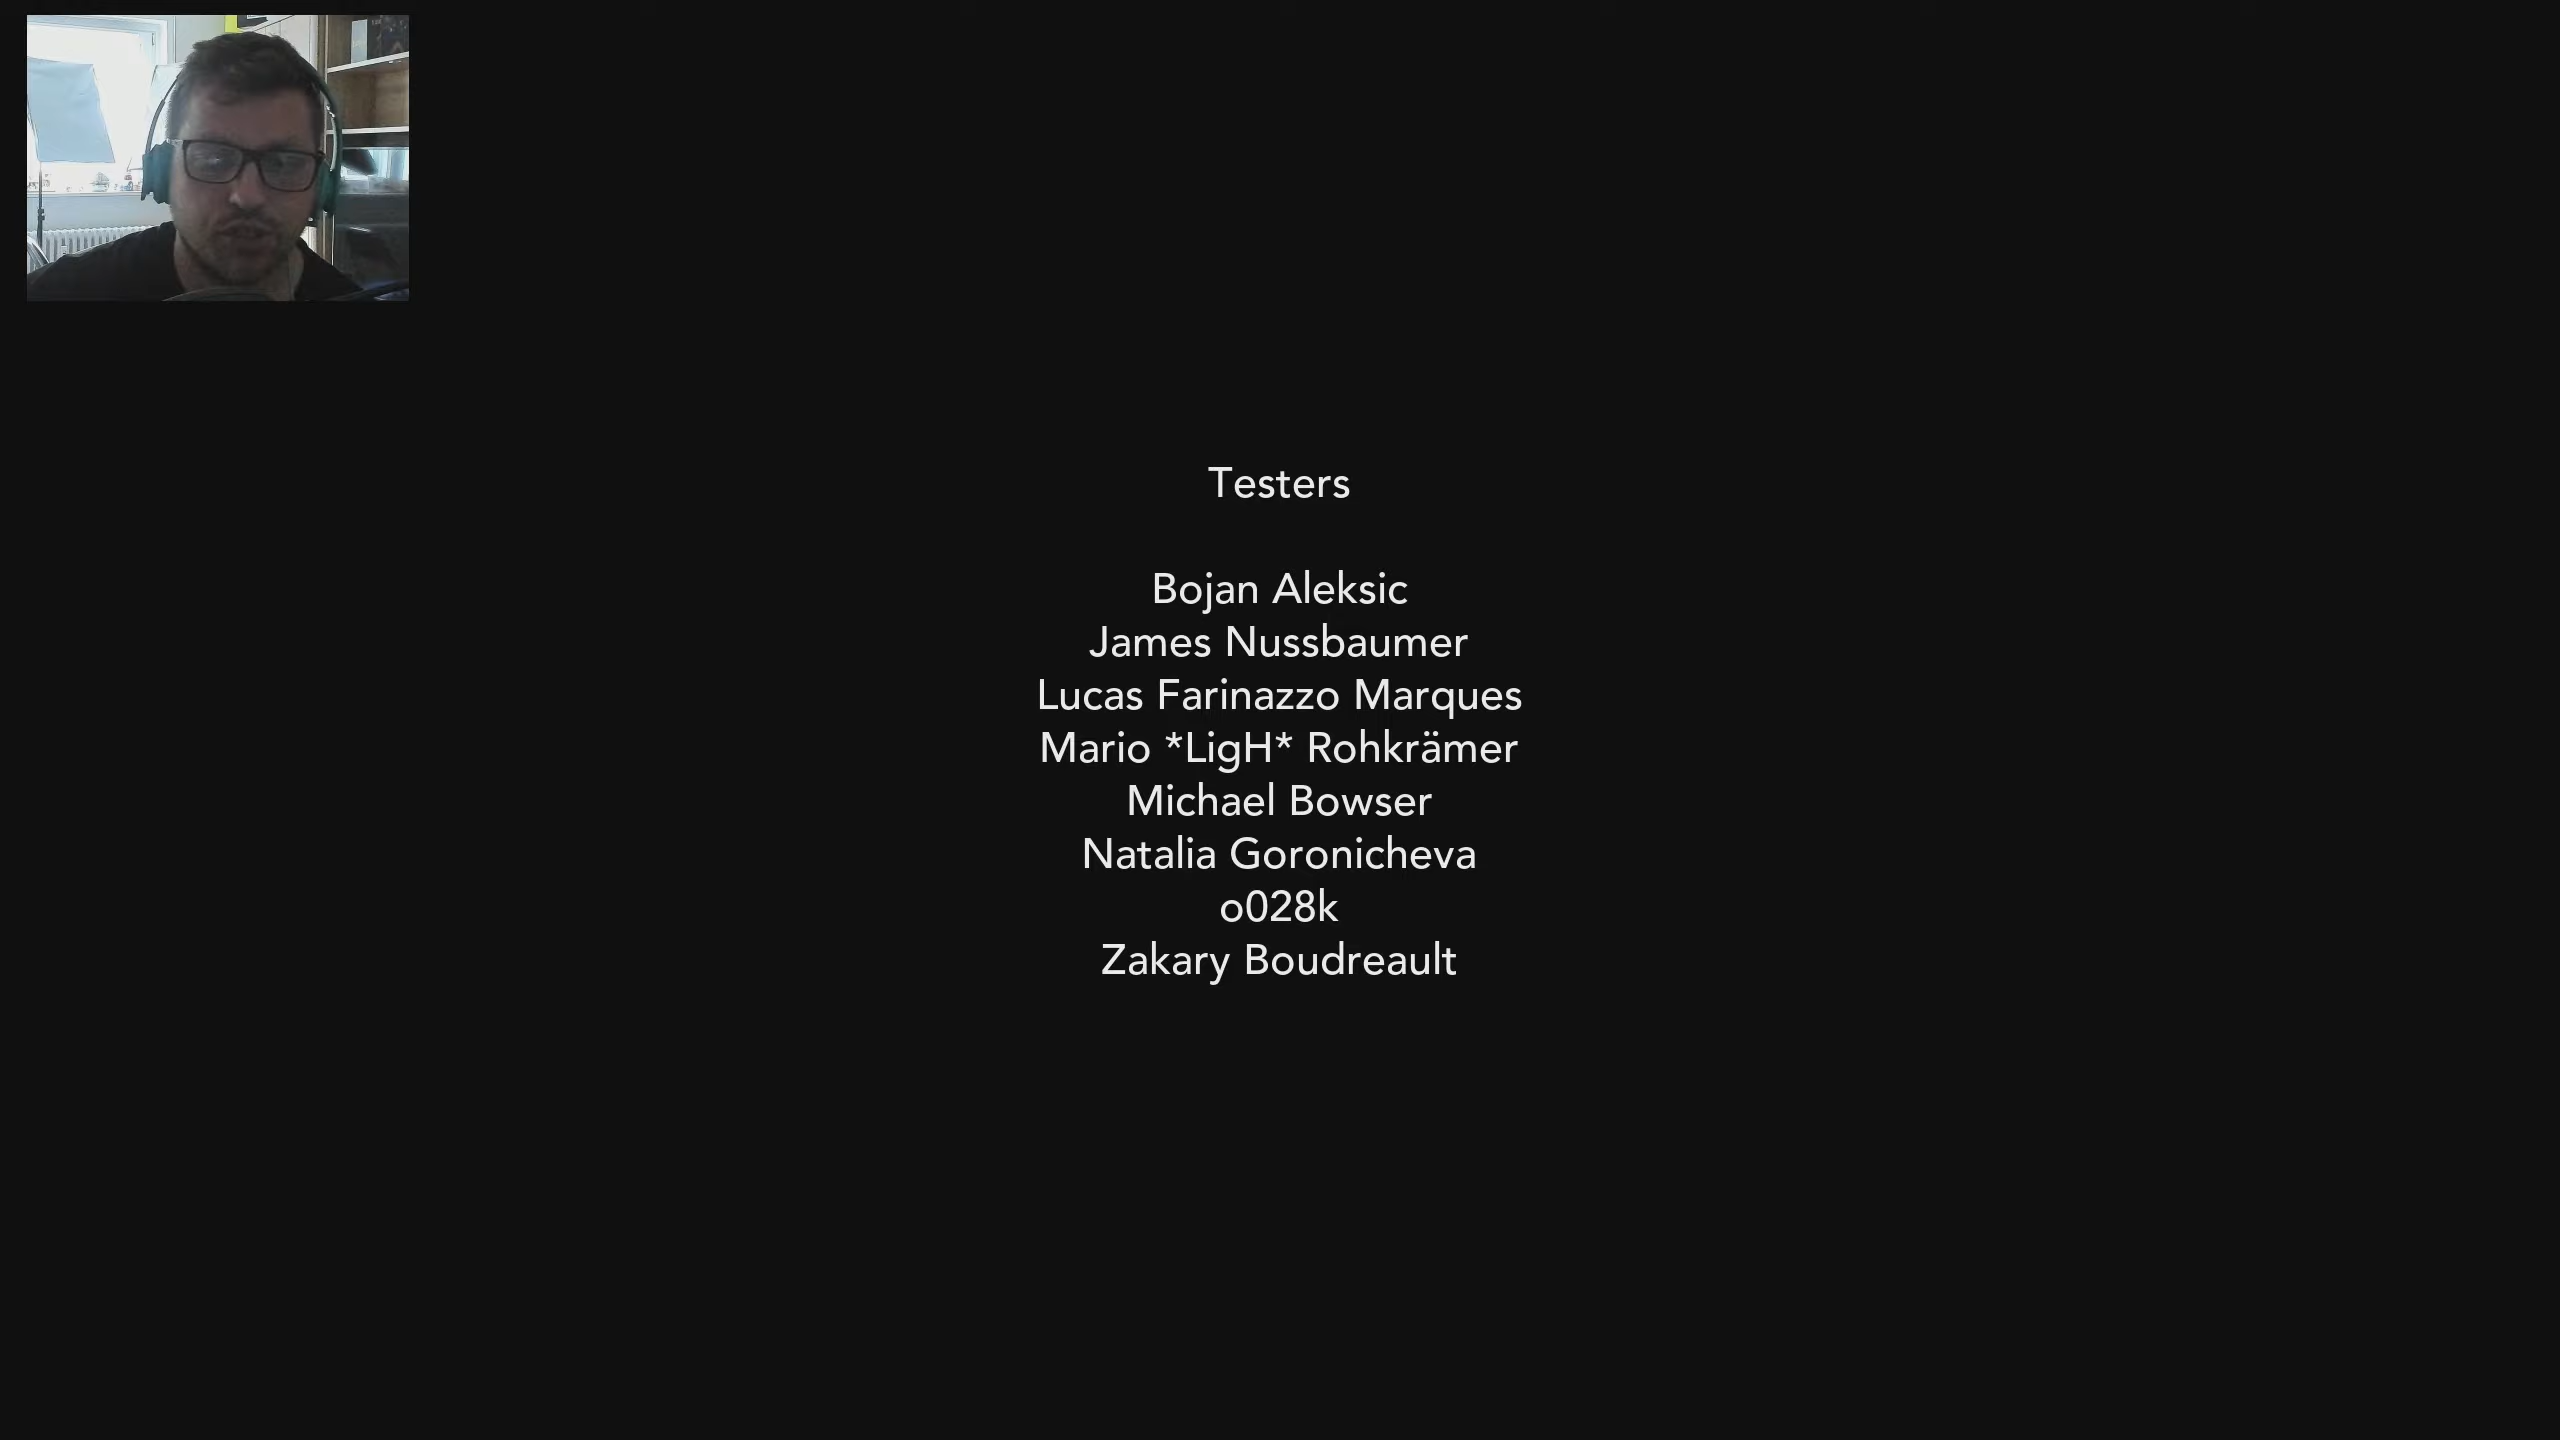 Testers
Bojan Aleksic
James Nussbaumer
Lucas Farinazzo Marques
Mario *LigH* Rohkrämer
Michael Bowser
Natalia Goronicheva
o028k
Zakary Boudreault